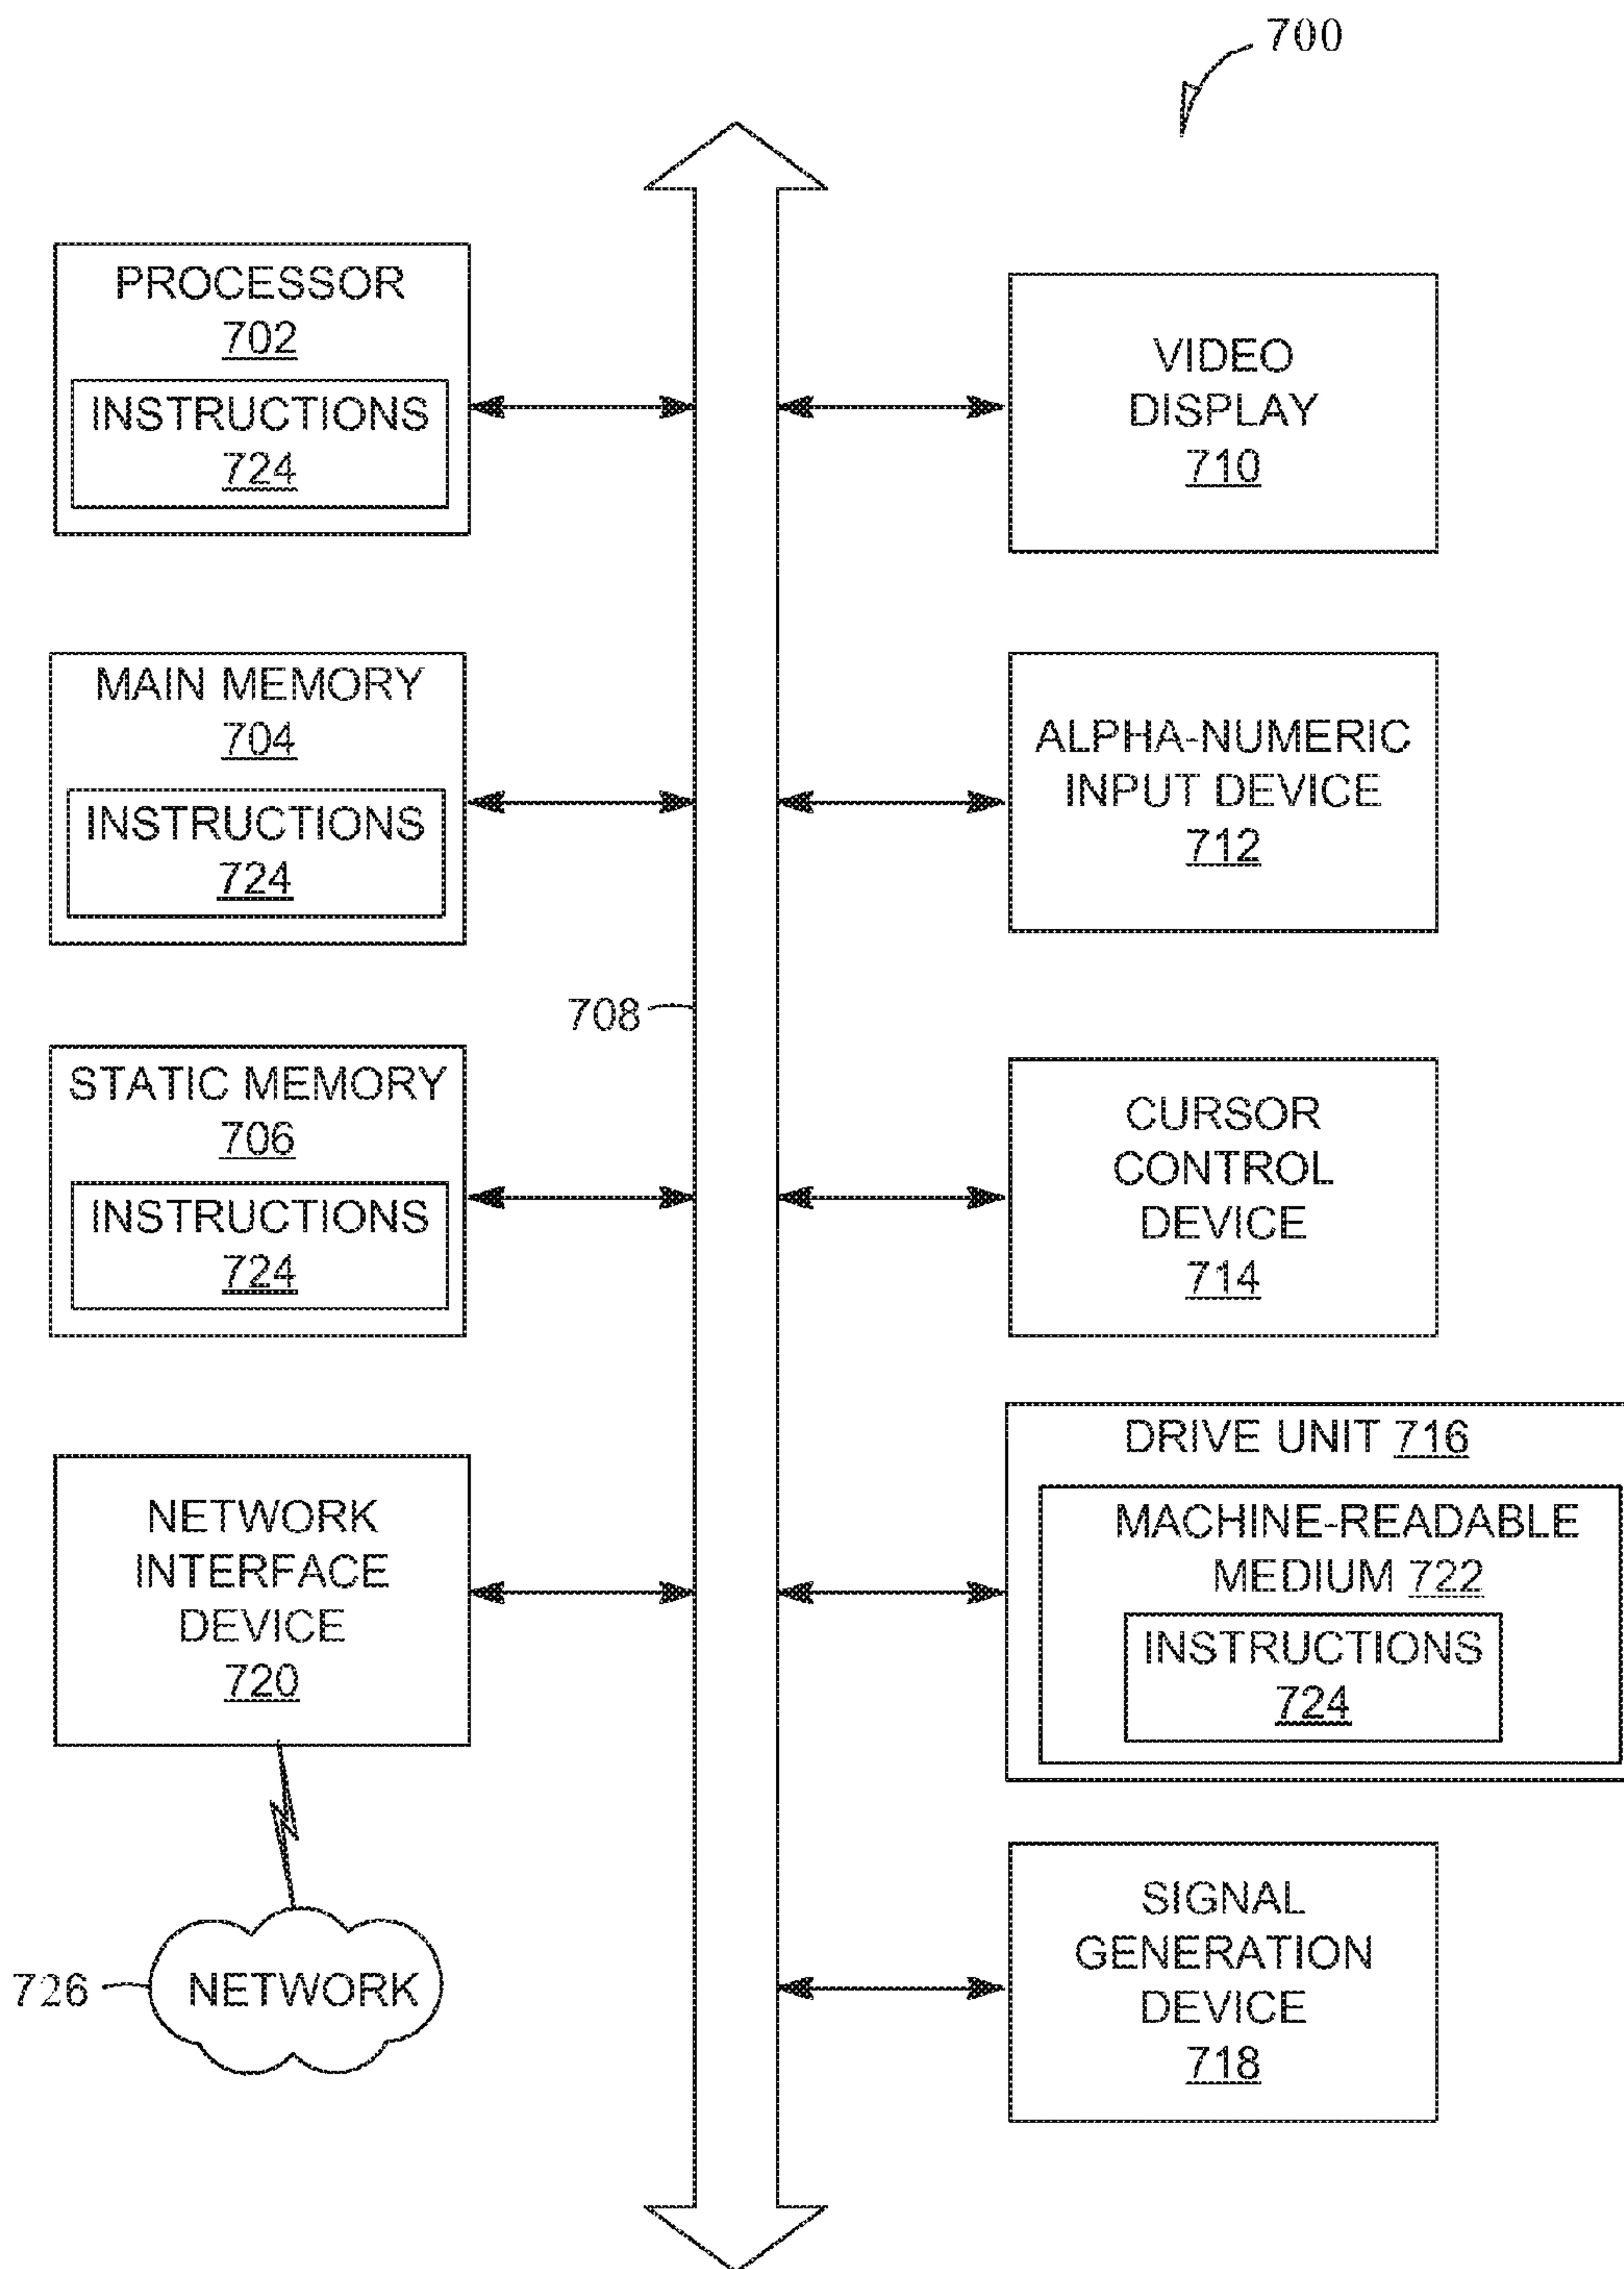 700
PROCESSOR
702
INSTRUCTIONS
724
VIDEO
DISPLAY
710
MAIN MEMORY
704
INSTRUCTIONS
724
ALPHA-NUMERIC
INPUT DEVICE
712
708
STATIC MEMORY
706
INSTRUCTIONS
724
CURSOR
CONTROL
DEVICE
714
NETWORK
INTERFACE
DEVICE
720
DRIVE UNIT 716
MACHINE-READABLE
MEDIUM 722
INSTRUCTIONS
724
726
NETWORK
SIGNAL
GENERATION
DEVICE
718